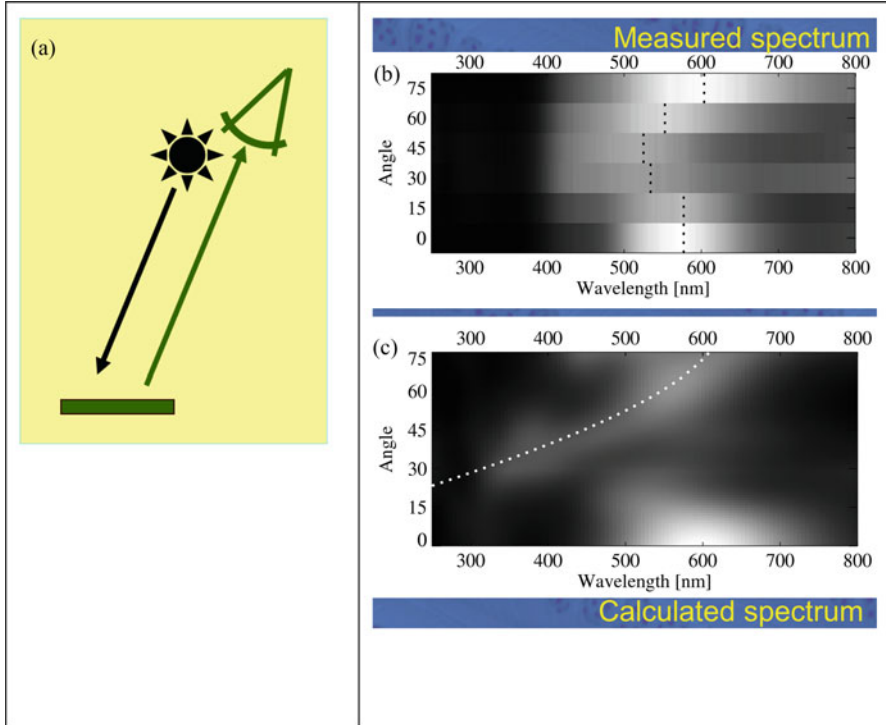 (a)
Measured spectrum
(b)
300 400 500 600 700 800
75
60
45
30
15
0
Angle
300 400 500 600 700 800
Wavelength [nm]
(c)
300 400 500 600 700 800
75
60
45
30
15
0
Angle
300 400 500 600 700 800
Wavelength [nm]
Calculated spectrum